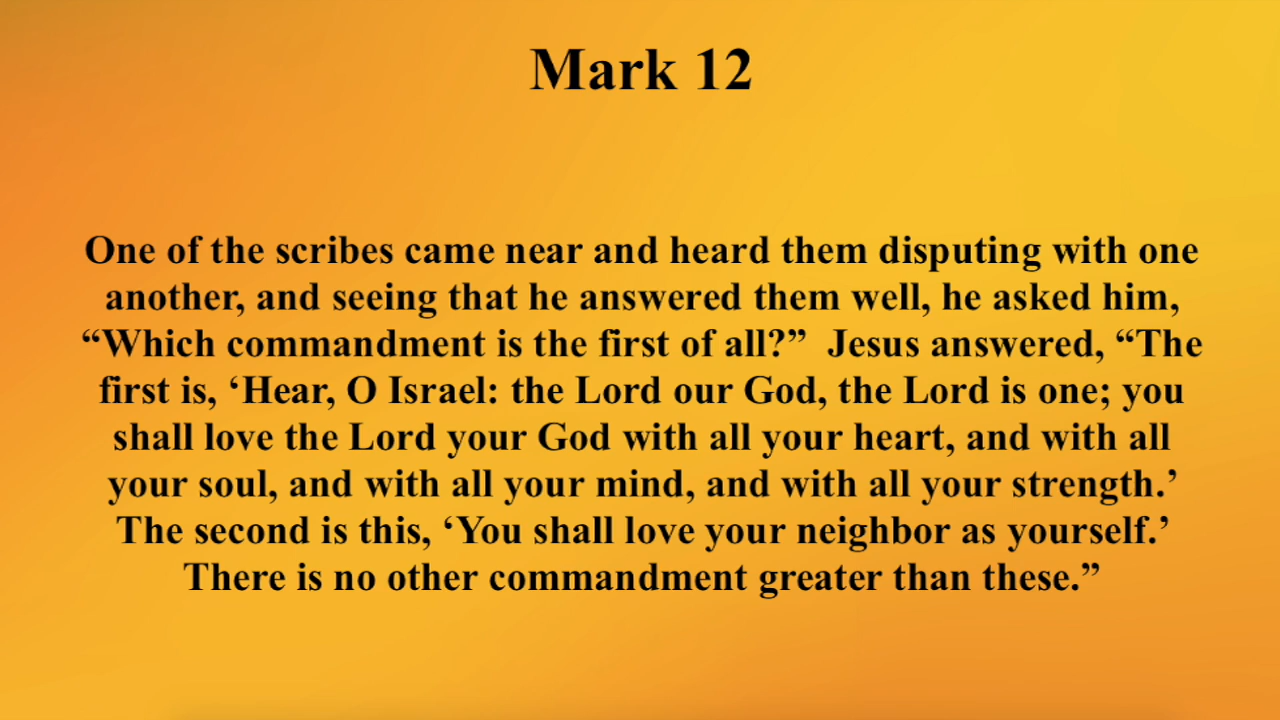 Mark 12
One of the scribes came near and heard them disputing with one
another, and seeing that he answered them well, he asked him,
“Which commandment is the first of all?”  Jesus answered, “The
first is, ‘Hear, O Israel: the Lord our God, the Lord is one; you
shall love the Lord your God with all your heart, and with all
your soul, and with all your mind, and with all your strength.’
The second is this, ‘You shall love your neighbor as yourself.’
There is no other commandment greater than these.”